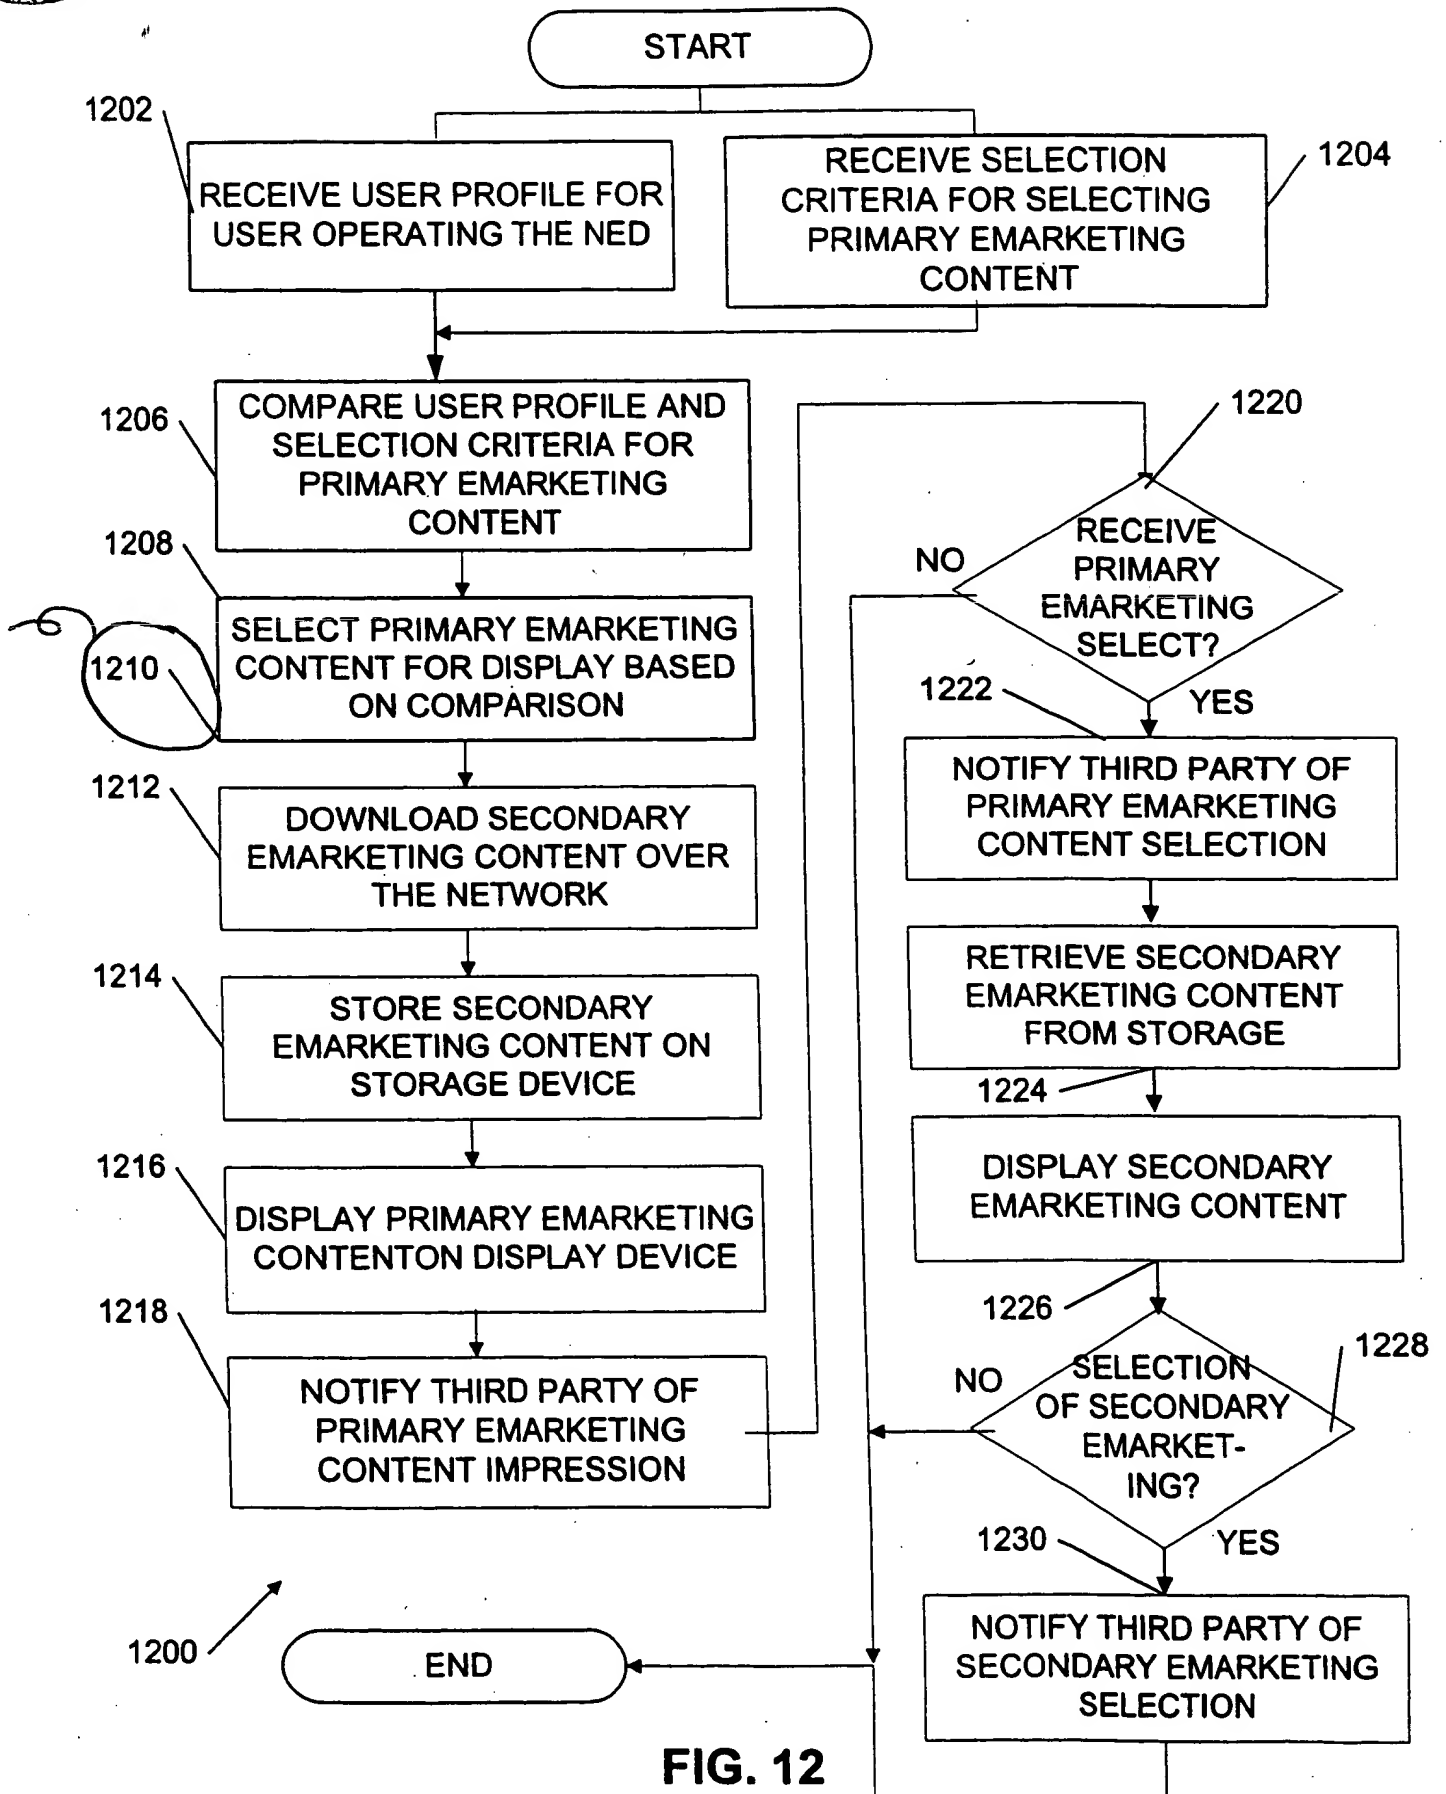 START
1202
RECEIVE USER PROFILE FOR
USER OPERATING THE NED
RECEIVE SELECTION
CRITERIA FOR SELECTING
PRIMARY EMARKETING
CONTENT
1204
1206
COMPARE USER PROFILE AND
SELECTION CRITERIA FOR
PRIMARY EMARKETING
CONTENT
1208
SELECT PRIMARY EMARKETING
CONTENT FOR DISPLAY BASED
ON COMPARISON
1210
1212
DOWNLOAD SECONDARY
EMARKETING CONTENT OVER
THE NETWORK
1214
STORE SECONDARY
EMARKETING CONTENT ON
STORAGE DEVICE
1216
DISPLAY PRIMARY EMARKETING
CONTENTON DISPLAY DEVICE
1218
NOTIFY THIRD PARTY OF
PRIMARY EMARKETING
CONTENT IMPRESSION
1220
RECEIVE
PRIMARY
EMARKETING
SELECT?
NO
YES
1222
NOTIFY THIRD PARTY OF
PRIMARY EMARKETING
CONTENT SELECTION
RETRIEVE SECONDARY
EMARKETING CONTENT
FROM STORAGE
1224
DISPLAY SECONDARY
EMARKETING CONTENT
1226
1228
SELECTION
OF SECONDARY
EMARKET-
ING?
NO
YES
1230
NOTIFY THIRD PARTY OF
SECONDARY EMARKETING
SELECTION
1200
END
FIG. 12